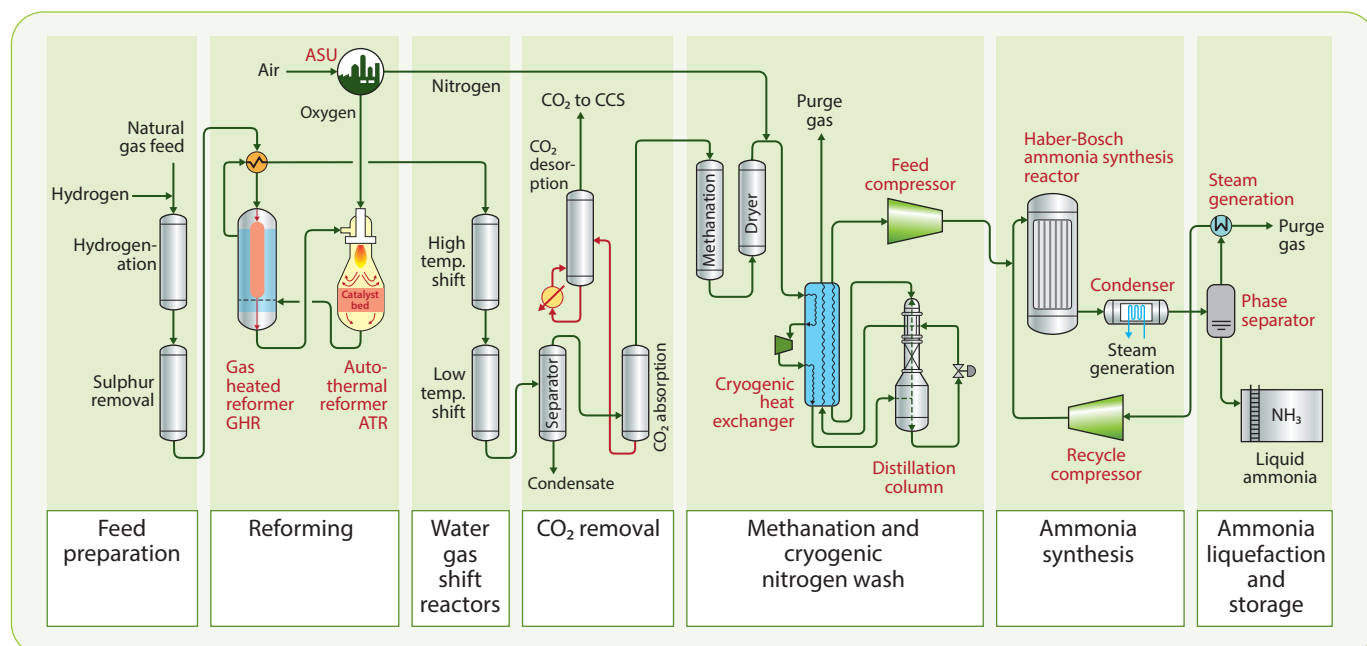 ASU
Air
Oxygen
Nitrogen
Natural
gas feed
Hydrogen
Hydrogen-
ation
Sulphur
removal
Catalyst
bed
Gas
heated
reformer
GHR
Auto-
thermal
reformer
ATR
High
temp.
shift
Low
temp.
shift
CO₂ to CCS
CO₂
desor-
ption
Separator
Condensate
CO₂ absorption
Methanation
Dryer
Purge
gas
Feed
compressor
Cryogenic
heat
exchanger
Distillation
column
Haber-Bosch
ammonia synthesis
reactor
Condenser
Steam
generation
Recycle
compressor
Steam
generation
Purge
gas
Phase
separator
NH₃
Liquid
ammonia
Feed
preparation
Reforming
Water
gas
shift
reactors
CO₂ removal
Methanation and
cryogenic
nitrogen wash
Ammonia
synthesis
Ammonia
liquefaction
and
storage